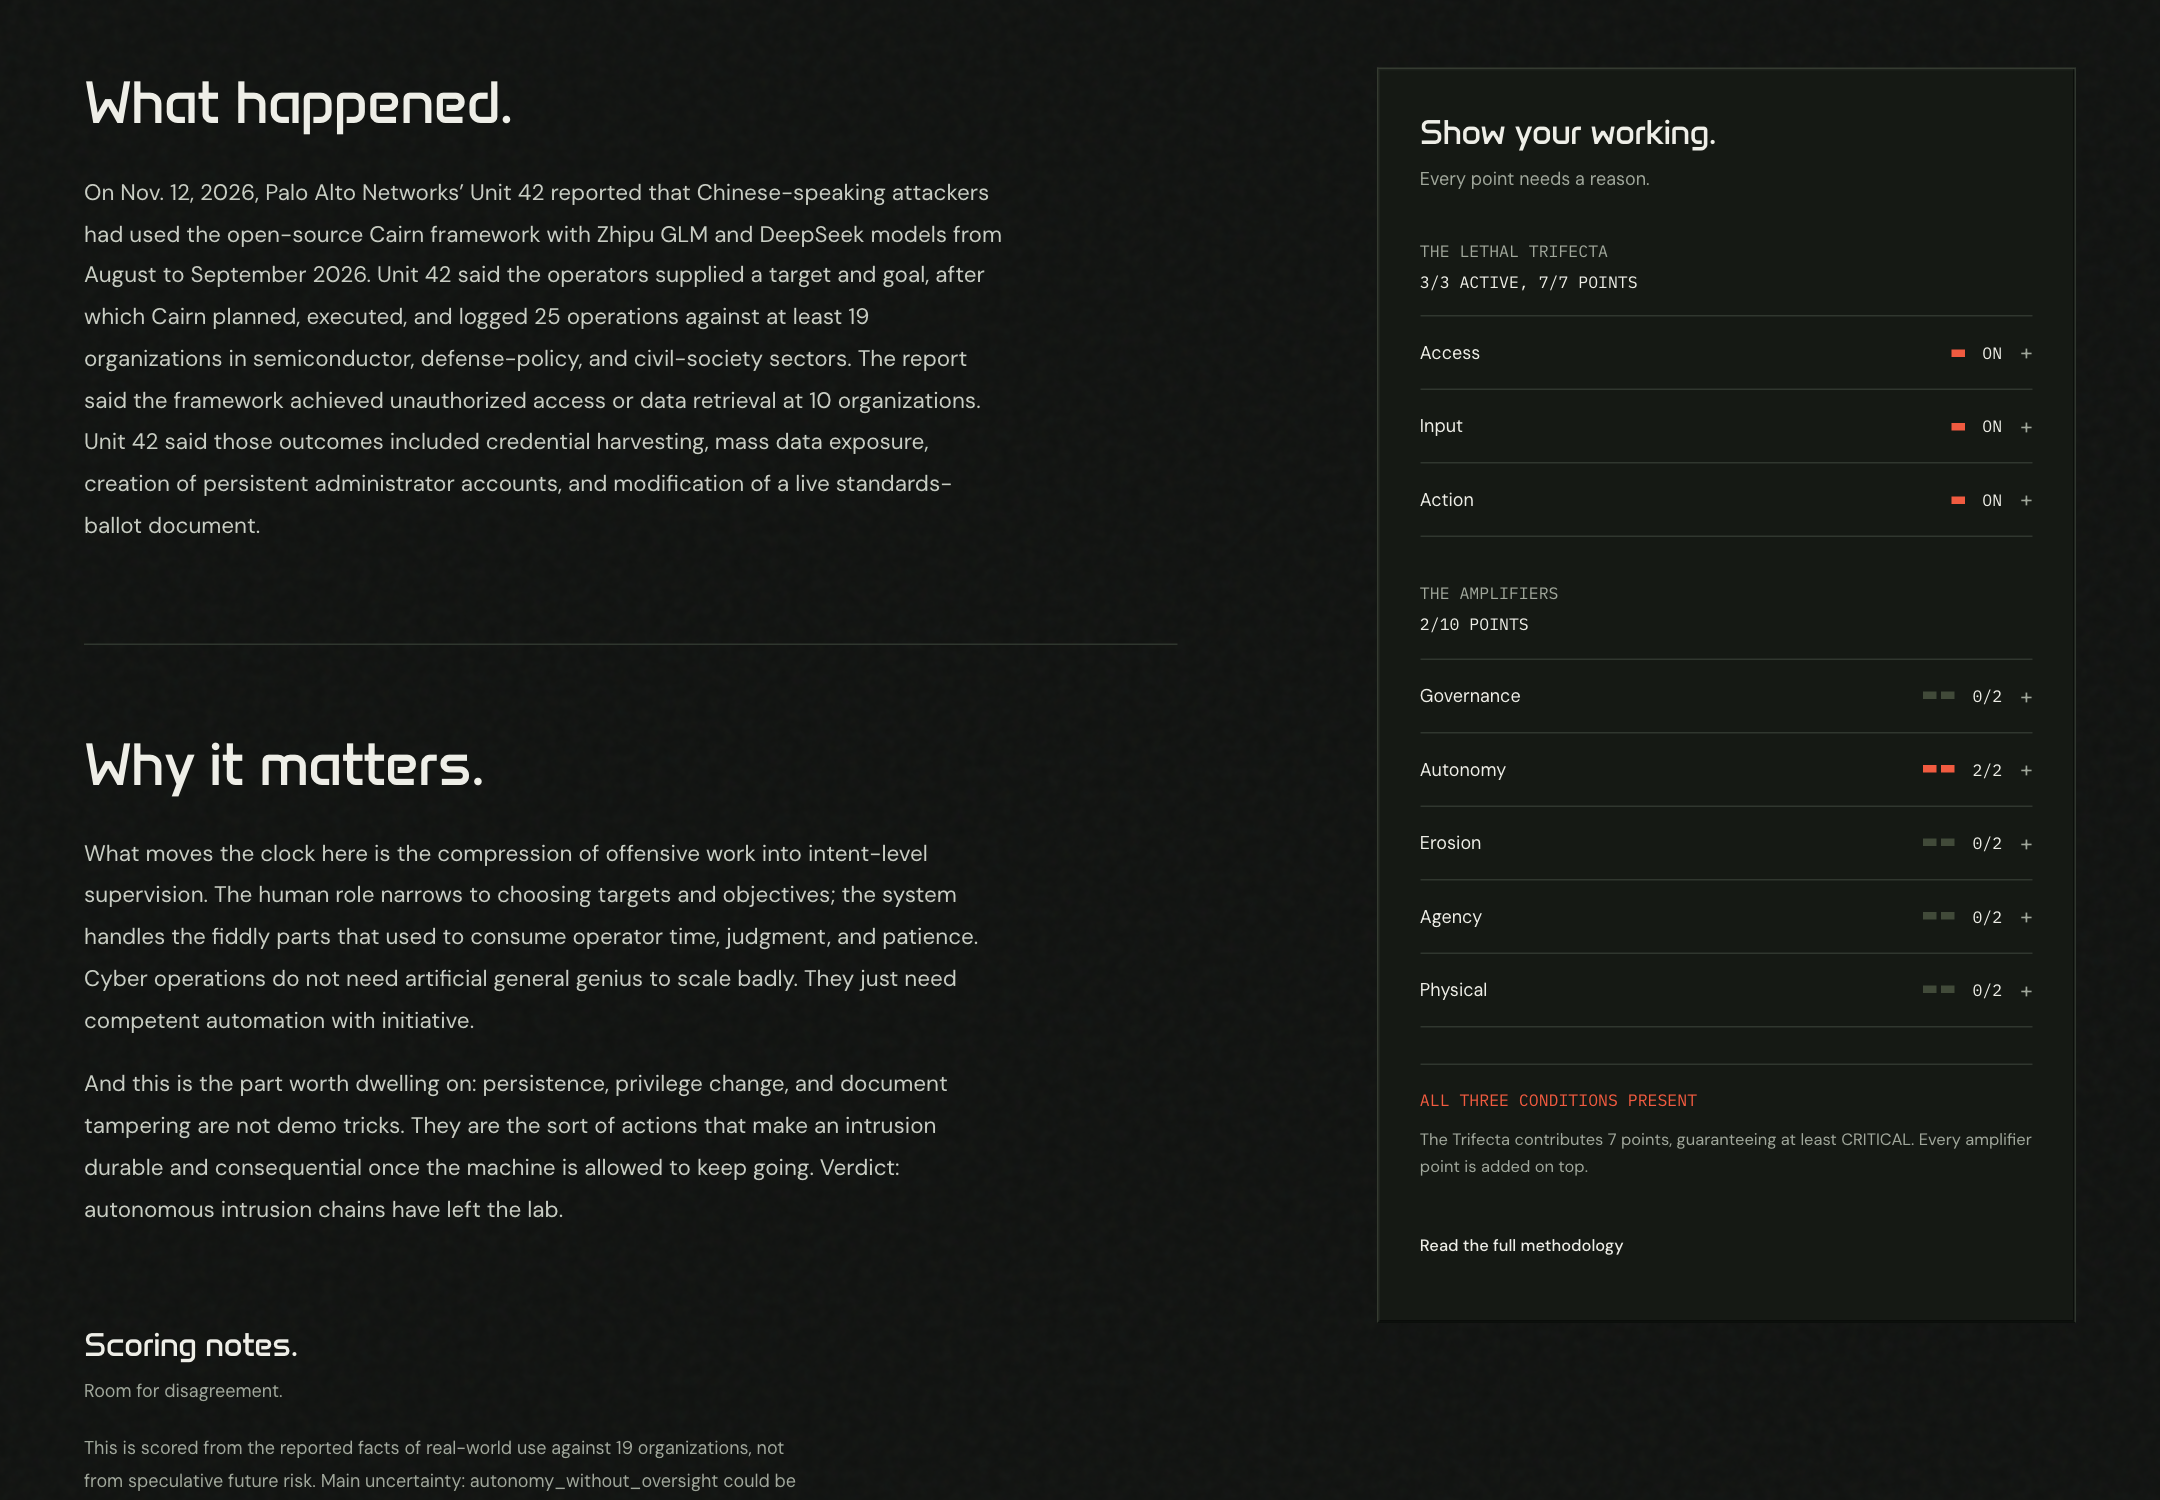 What happened.
On Nov. 12, 2026, Palo Alto Networks’ Unit 42 reported that Chinese-speaking attackers
had used the open-source Cairn framework with Zhipu GLM and DeepSeek models from
August to September 2026. Unit 42 said the operators supplied a target and goal, after
which Cairn planned, executed, and logged 25 operations against at least 19
organizations in semiconductor, defense-policy, and civil-society sectors. The report
said the framework achieved unauthorized access or data retrieval at 10 organizations.
Unit 42 said those outcomes included credential harvesting, mass data exposure,
creation of persistent administrator accounts, and modification of a live standards-
ballot document.
Why it matters.
What moves the clock here is the compression of offensive work into intent-level
supervision. The human role narrows to choosing targets and objectives; the system
handles the fiddly parts that used to consume operator time, judgment, and patience.
Cyber operations do not need artificial general genius to scale badly. They just need
competent automation with initiative.
And this is the part worth dwelling on: persistence, privilege change, and document
tampering are not demo tricks. They are the sort of actions that make an intrusion
durable and consequential once the machine is allowed to keep going. Verdict:
autonomous intrusion chains have left the lab.
Scoring notes.
Room for disagreement.
This is scored from the reported facts of real-world use against 19 organizations, not
from speculative future risk. Main uncertainty: autonomy_without_oversight could be
Show your working.
Every point needs a reason.
THE LETHAL TRIFECTA
3/3 ACTIVE, 7/7 POINTS
Access ON +
Input ON +
Action ON +
THE AMPLIFIERS
2/10 POINTS
Governance 0/2 +
Autonomy 2/2 +
Erosion 0/2 +
Agency 0/2 +
Physical 0/2 +
ALL THREE CONDITIONS PRESENT
The Trifecta contributes 7 points, guaranteeing at least CRITICAL. Every amplifier
point is added on top.
Read the full methodology